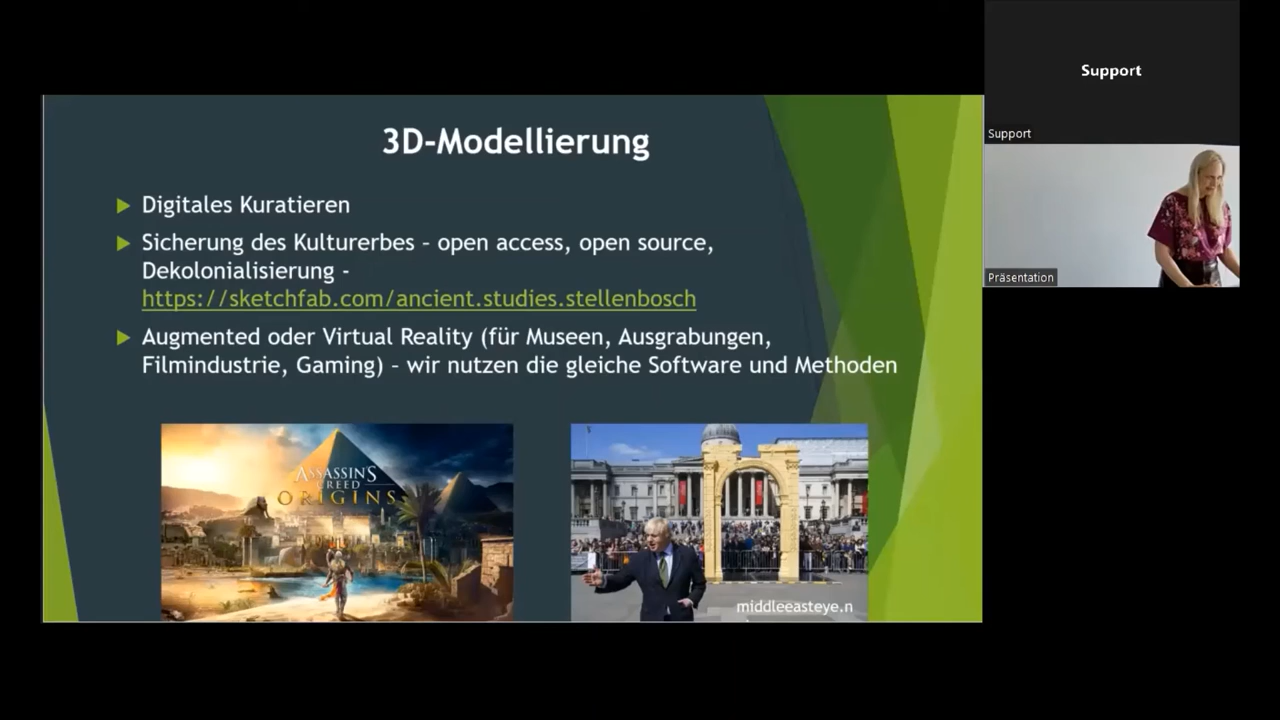 3D-Modellierung
Digitales Kuratieren
Sicherung des Kulturerbes – open access, open source,
Dekolonialisierung -
https://sketchfab.com/ancient.studies.stellenbosch
Augmented oder Virtual Reality (für Museen, Ausgrabungen,
Filmindustrie, Gaming) – wir nutzen die gleiche Software und Methoden
ASSASSIN'S
CREED
ORIGINS
middleeasteye.n
Support
Support
Präsentation